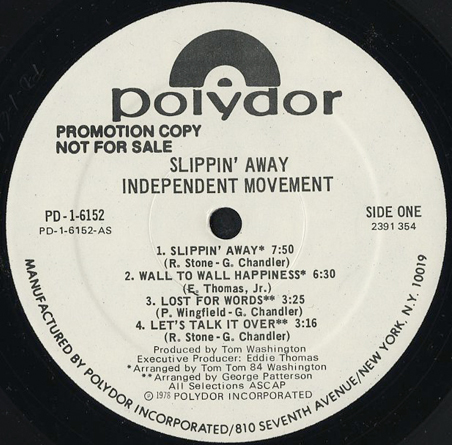 polydor
PROMOTION COPY
NOT FOR SALE
SLIPPIN' AWAY
INDEPENDENT MOVEMENT
PD-1-6152
PD-1-6152-AS
SIDE ONE
2391 354
1. SLIPPIN' AWAY* 7:50
(R. Stone - G. Chandler)
2. WALL TO WALL HAPPINESS* 6:30
(E. Thomas, Jr.)
3. LOST FOR WORDS** 3:25
(P. Wingfield - G. Chandler)
4. LET'S TALK IT OVER** 3:16
(R. Stone - G. Chandler)
Produced by Tom Washington
Executive Producer: Eddie Thomas
*Arranged by Tom Tom 84 Washington
**Arranged by George Patterson
All Selections ASCAP
℗ 1978 POLYDOR INCORPORATED
MANUFACTURED BY POLYDOR INCORPORATED/810 SEVENTH AVENUE/NEW YORK, N.Y. 10019